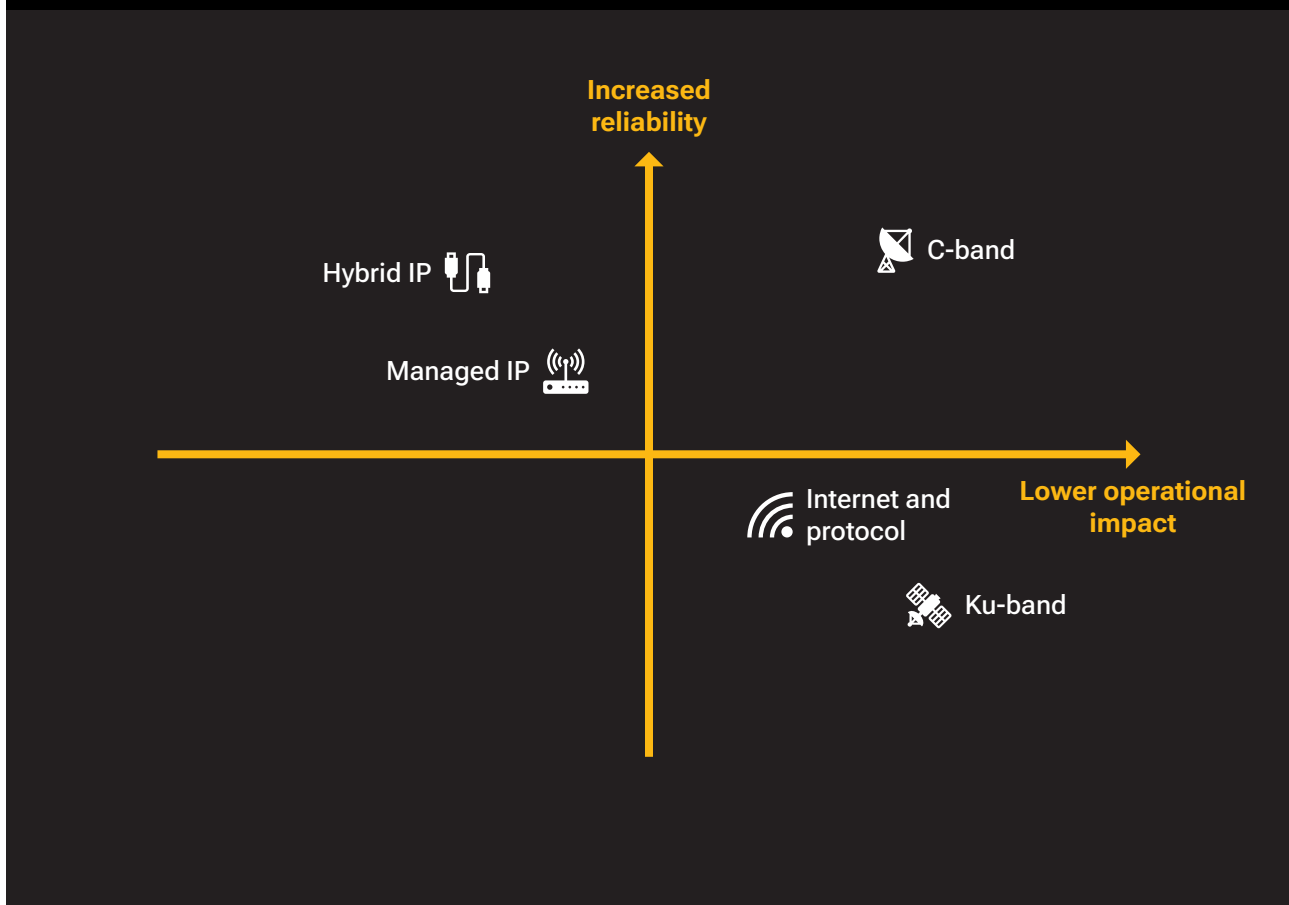 Increased
reliability
C-band
Hybrid IP
Managed IP
Lower operational
impact
Internet and
protocol
Ku-band